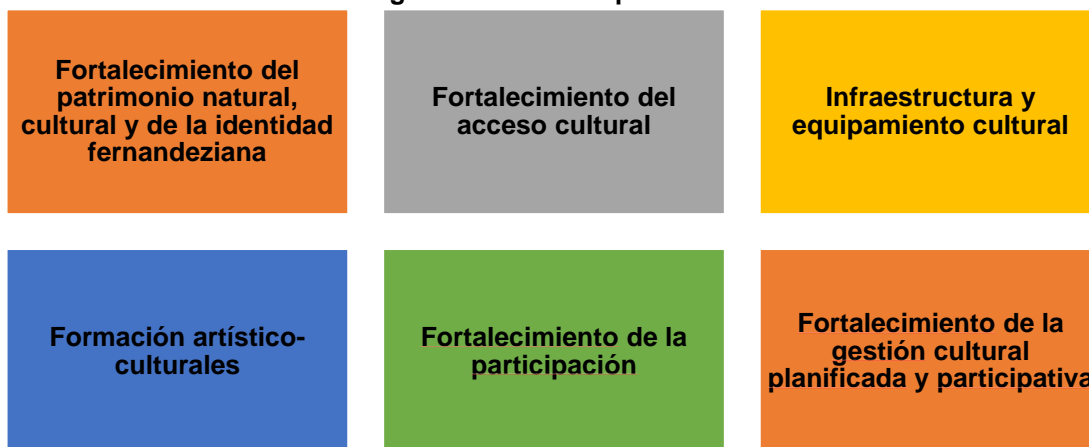 Fortalecimiento del
patrimonio natural,
cultural y de la identidad
fernandeziana
Fortalecimiento del
acceso cultural
Infraestructura y
equipamiento cultural
Formación artístico-
culturales
Fortalecimiento de la
participación
Fortalecimiento de la
gestión cultural
planificada y participativa